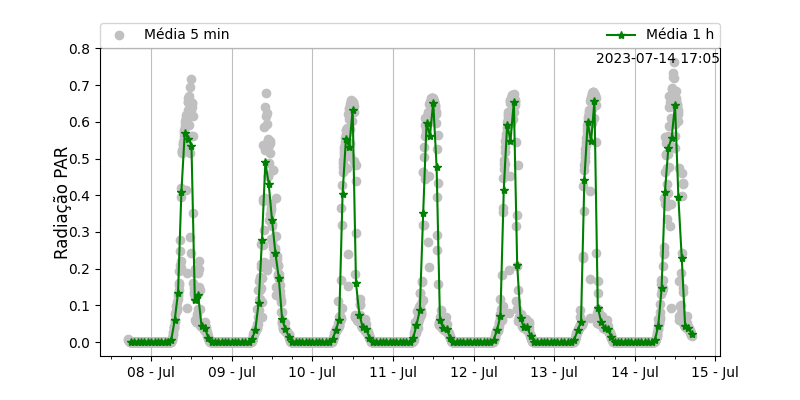 Média 5 min
Média 1 h
2023-07-14 17:05
Radiação PAR
0.8
0.7
0.6
0.5
0.4
0.3
0.2
0.1
0.0
08 - Jul
09 - Jul
10 - Jul
11 - Jul
12 - Jul
13 - Jul
14 - Jul
15 - Jul